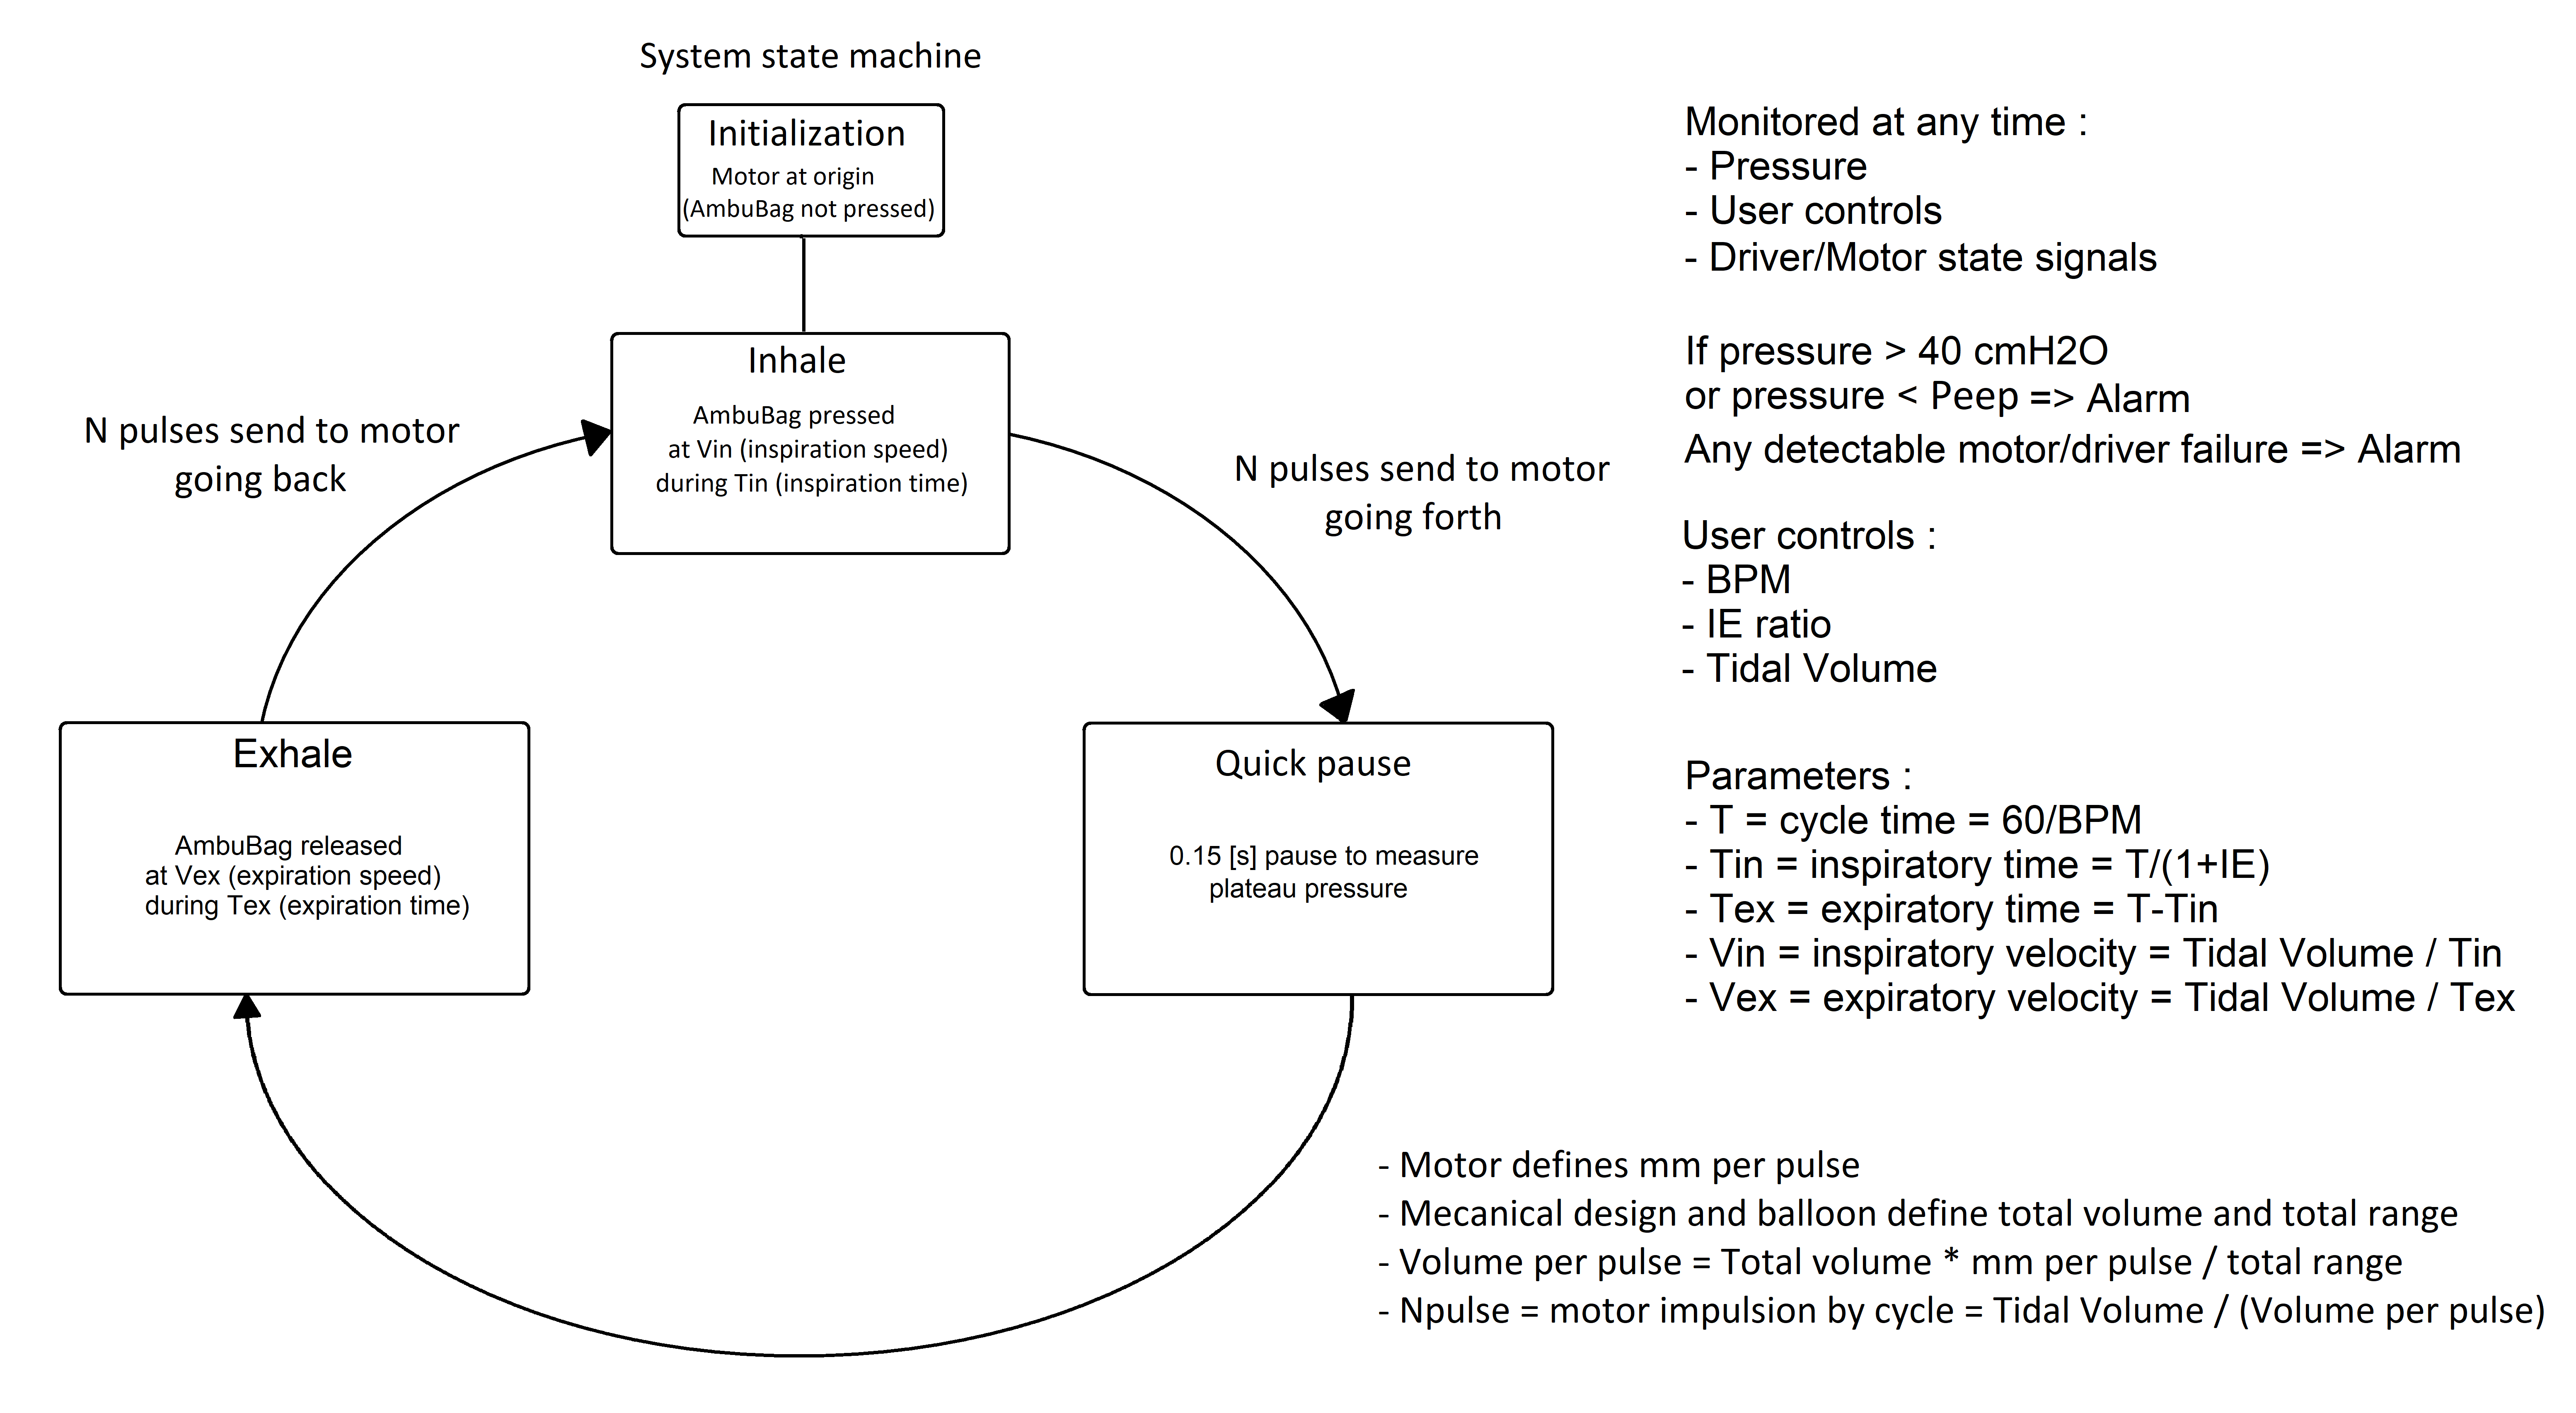 System state machine
Initialization
Motor at origin
(AmbuBag not pressed)
Inhale
AmbuBag pressed
at Vin (inspiration speed)
during Tin (inspiration time)
N pulses send to motor
going back
N pulses send to motor
going forth
Exhale
AmbuBag released
at Vex (expiration speed)
during Tex (expiration time)
Quick pause
0.15 [s] pause to measure
plateau pressure
Monitored at any time :
- Pressure
- User controls
- Driver/Motor state signals
If pressure > 40 cmH2O
or pressure < Peep => Alarm
Any detectable motor/driver failure => Alarm
User controls :
- BPM
- IE ratio
- Tidal Volume
Parameters :
- T = cycle time = 60/BPM
- Tin = inspiratory time = T/(1+IE)
- Tex = expiratory time = T-Tin
- Vin = inspiratory velocity = Tidal Volume / Tin
- Vex = expiratory velocity = Tidal Volume / Tex
- Motor defines mm per pulse
- Mecanical design and balloon define total volume and total range
- Volume per pulse = Total volume * mm per pulse / total range
- Npulse = motor impulsion by cycle = Tidal Volume / (Volume per pulse)